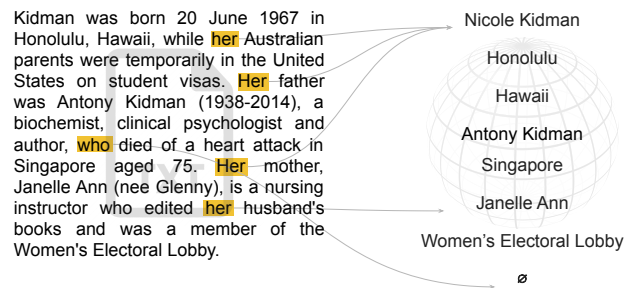 Kidman was born 20 June 1967 in
Honolulu, Hawaii, while her Australian
parents were temporarily in the United
States on student visas. Her father
was Antony Kidman (1938-2014), a
biochemist, clinical psychologist and
author, who died of a heart attack in
Singapore aged 75. Her mother,
Janelle Ann (nee Glenny), is a nursing
instructor who edited her husband's
books and was a member of the
Women's Electoral Lobby.
TXT
Nicole Kidman
Honolulu
Hawaii
Antony Kidman
Singapore
Janelle Ann
Women’s Electoral Lobby
∅